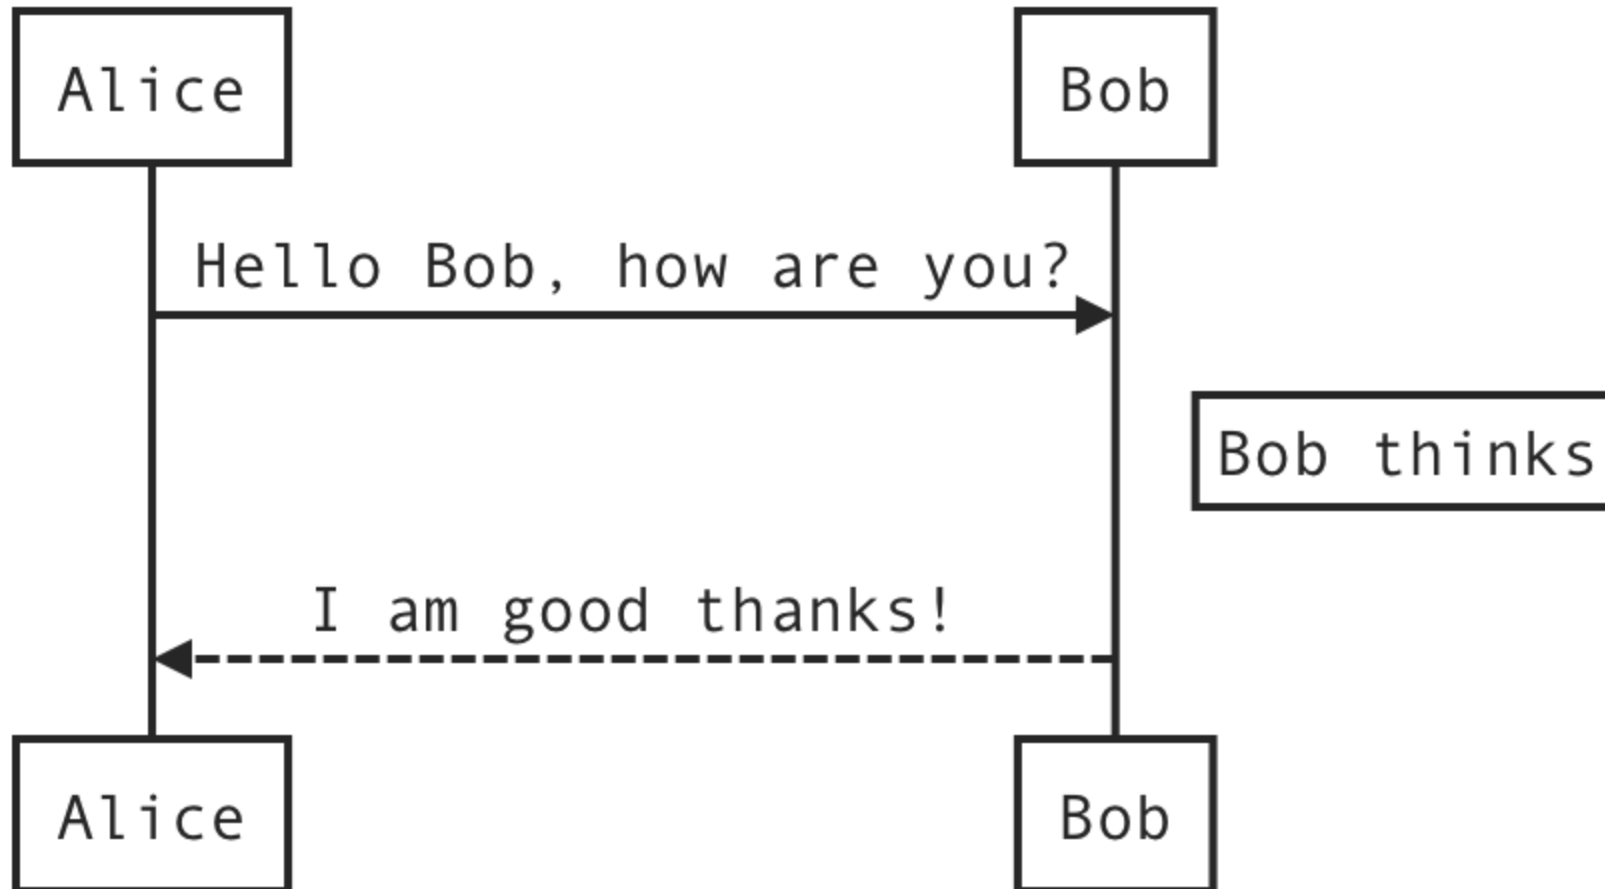 Alice
Bob
Hello Bob, how are you?
Bob thinks
I am good thanks!
Alice
Bob